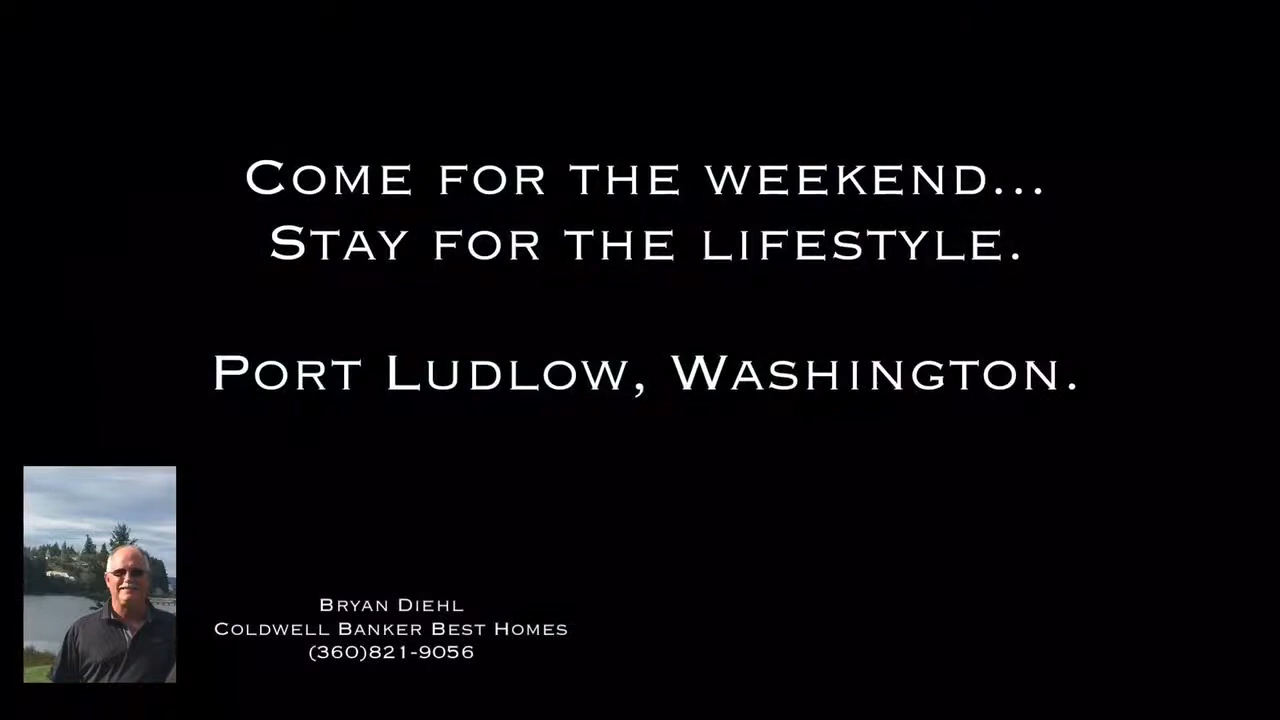 Come for the weekend...
Stay for the lifestyle.
Port Ludlow, Washington.
Bryan Diehl
Coldwell Banker Best Homes
(360)821-9056